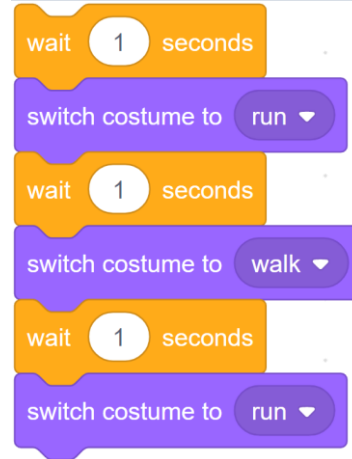 wait 1 seconds
switch costume to run
wait 1 seconds
switch costume to walk
wait 1 seconds
switch costume to run